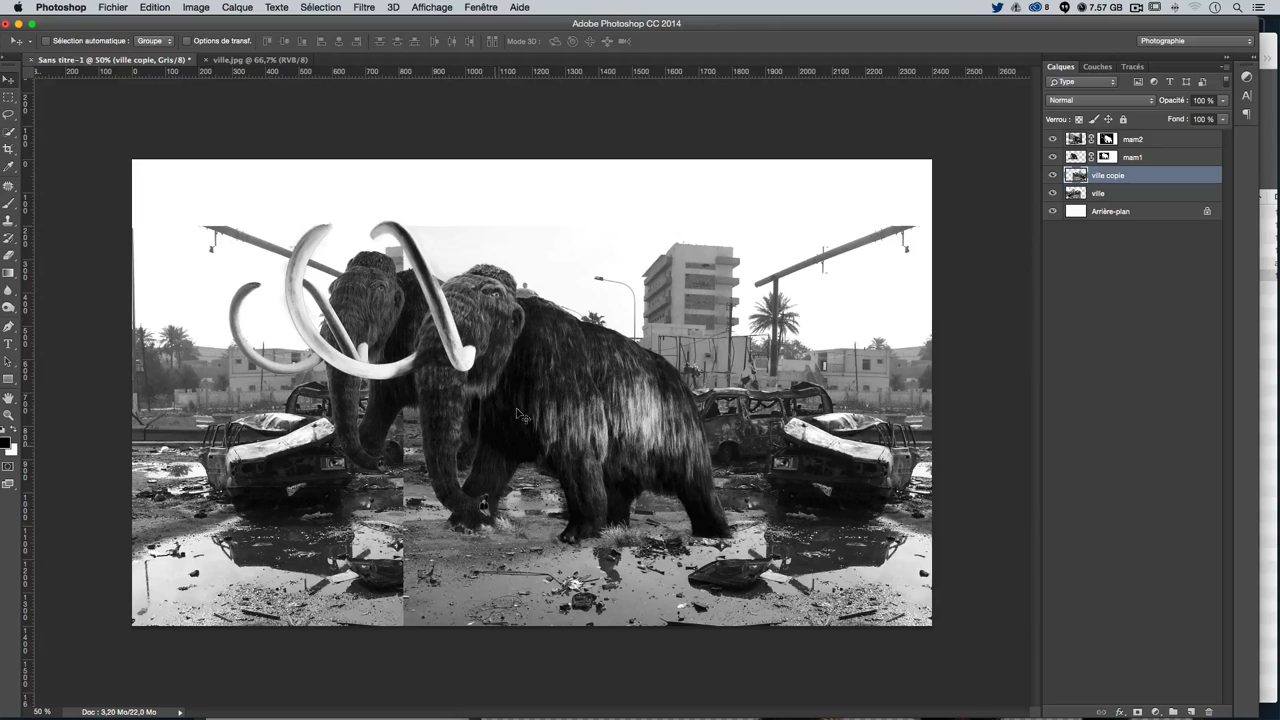 Photoshop Fichier Edition Image Calque Texte Sélection Filtre 3D Affichage Fenêtre Aide 8 7.57 GB
Adobe Photoshop CC 2014
Sélection automatique : Groupe Options de transf. Mode 3D : Photographie
Sans titre-1 @ 50% (ville copie, Gris/8) * ville.jpg @ 66,7% (RVB/8)
200 100 0 100 200 300 400 500 600 700 800 900 1000 1100 1200 1300 1400 1500 1600 1700 1800 1900 2000 2100 2200 2300 2400 2500 2600
Calques Couches Tracés
Type
Normal Opacité : 100 %
Verrou : Fond : 100 %
mam2
mam1
ville copie
ville
Arrière-plan
50 % Doc : 3,20 Mo/22,0 Mo